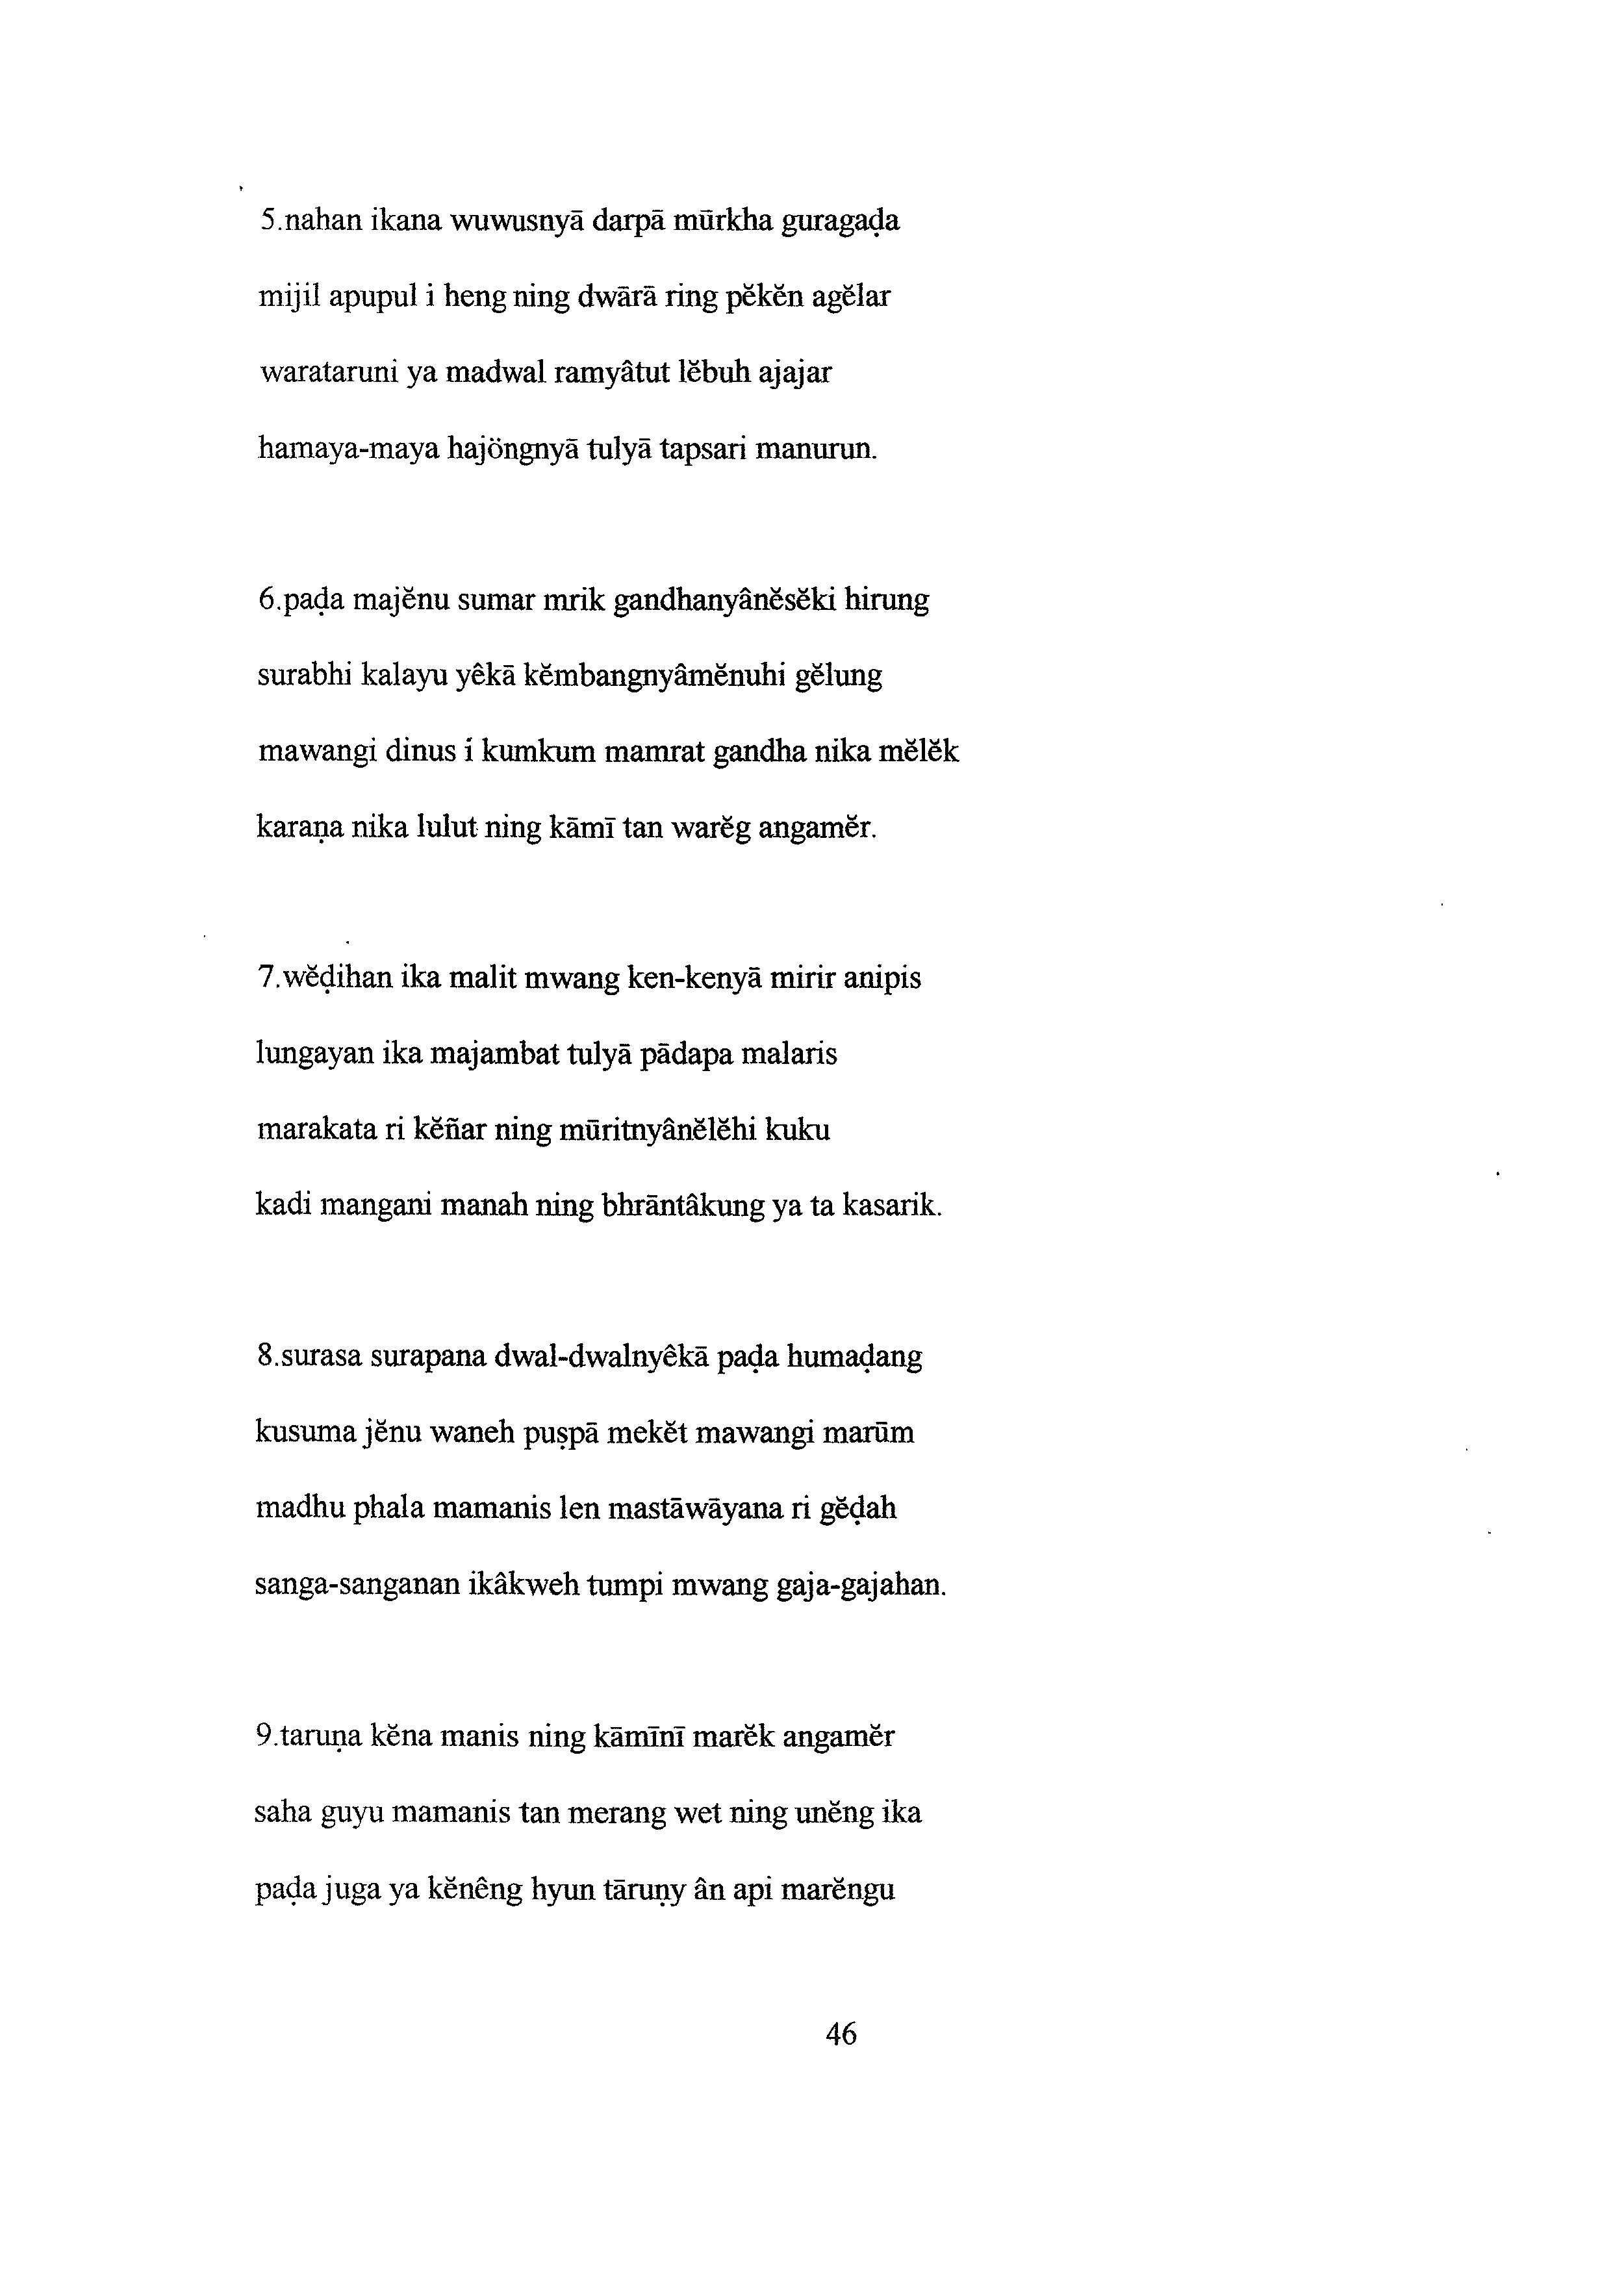 5.nahan ikana wuwusnyā darpā mūrkha guragaḍa
mijil apupul i heng ning dwārā ring pĕkĕn agĕlar
warataruni ya madwal ramyâtut lĕbuh ajajar
hamaya-maya hajöngnyā tulyā tapsari manurun.
6.paḍa majĕnu sumar mrik gandhanyânĕsĕki hirung
surabhi kalayu yêkā kĕmbangnyâmĕnuhi gĕlung
mawangi dinus í kumkum mamrat gandha nika mĕlĕk
karaṇa nika lulut ning kāmī tan warĕg angamĕr.
7.wĕḍihan ika malit mwang ken-kenyā mirir anipis
lungayan ika majambat tulyā pādapa malaris
marakata ri kĕñar ning mūritnyânĕlĕhi kuku
kadi mangani manah ning bhrāntâkung ya ta kasarik.
8.surasa surapana dwal-dwalnyêkā paḍa humaḍang
kusuma jĕnu waneh puṣpā mekĕt mawangi marūm
madhu phala mamanis len mastāwāyana ri gĕḍah
sanga-sanganan ikâkweh tumpi mwang gaja-gajahan.
9.taruṇa kĕna manis ning kāmīnī marĕk angamĕr
saha guyu mamanis tan merang wet ning unĕng ika
paḍa juga ya kĕnêng hyun tāruṇy ân api marĕngu
46